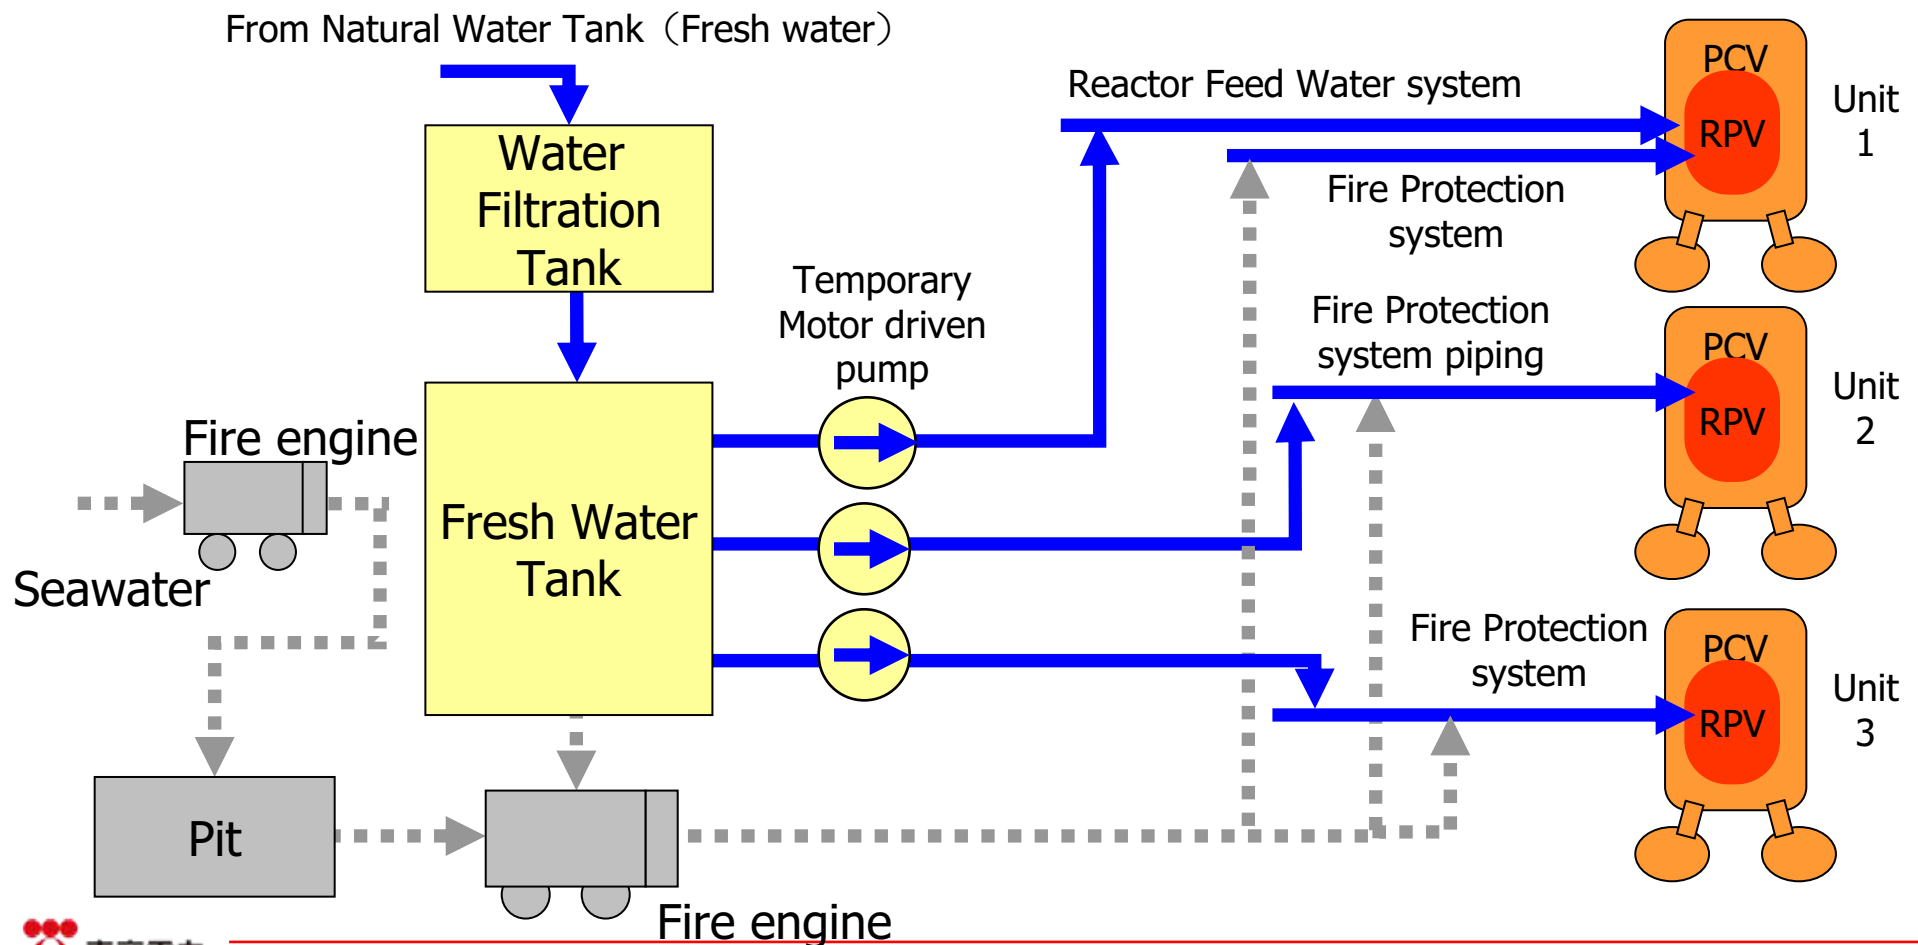 From Natural Water Tank（Fresh water）
Water
Filtration
Tank
Reactor Feed Water system
PCV
RPV
Unit
1
Fire Protection
system
Temporary
Motor driven
pump
Fire Protection
system piping
PCV
RPV
Unit
2
Fire engine
Seawater
Fresh Water
Tank
Fire Protection
system
PCV
RPV
Unit
3
Pit
Fire engine